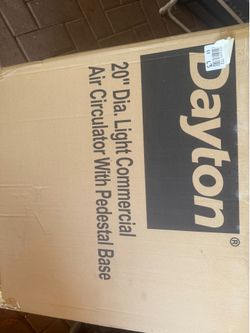 Dayton®
20" Dia. Light Commercial
Air Circulator With Pedestal Base